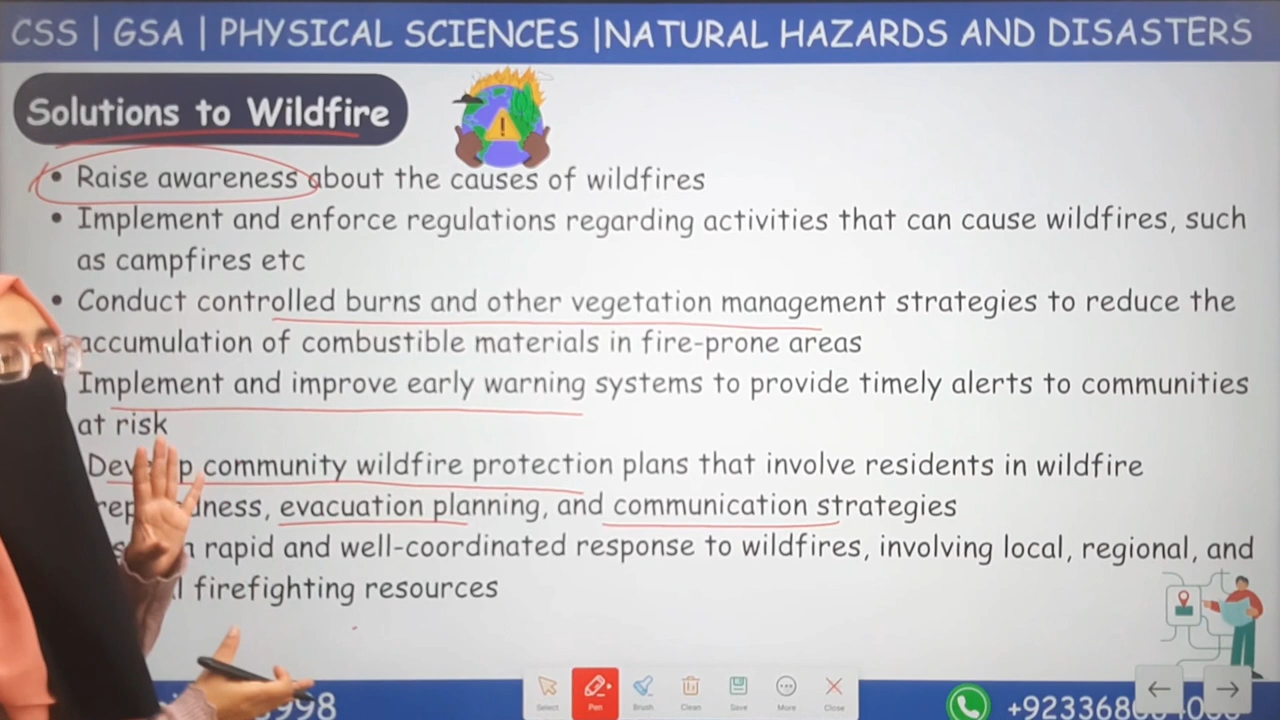 CSS | GSA | PHYSICAL SCIENCES |NATURAL HAZARDS AND DISASTERS
Solutions to Wildfire
• Raise awareness about the causes of wildfires
• Implement and enforce regulations regarding activities that can cause wildfires, such
as campfires etc
• Conduct controlled burns and other vegetation management strategies to reduce the
accumulation of combustible materials in fire-prone areas
Implement and improve early warning systems to provide timely alerts to communities
at risk
community wildfire protection plans that involve residents in wildfire
evacuation planning, and communication strategies
rapid and well-coordinated response to wildfires, involving local, regional, and
firefighting resources
Select
Pen
Brush
Clean
Save
More
Close